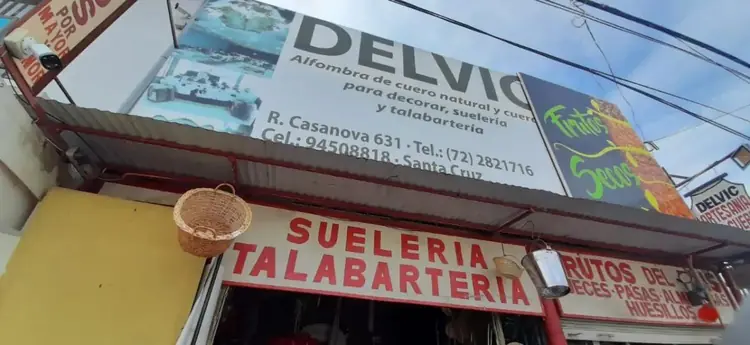 POR
MAYOR
DELVIC
Alfombra de cuero natural y cuero
para decorar, suelería
y talabartería
R. Casanova 631 · Tel.: (72) 2821716
Cel.: 94508818 · Santa Cruz
Frutos
Secos
DELVIC
SUELERIA
TALABARTERIA
FRUTOS DEL
NUECES-PASAS-ALMENDRAS
HUESILLOS